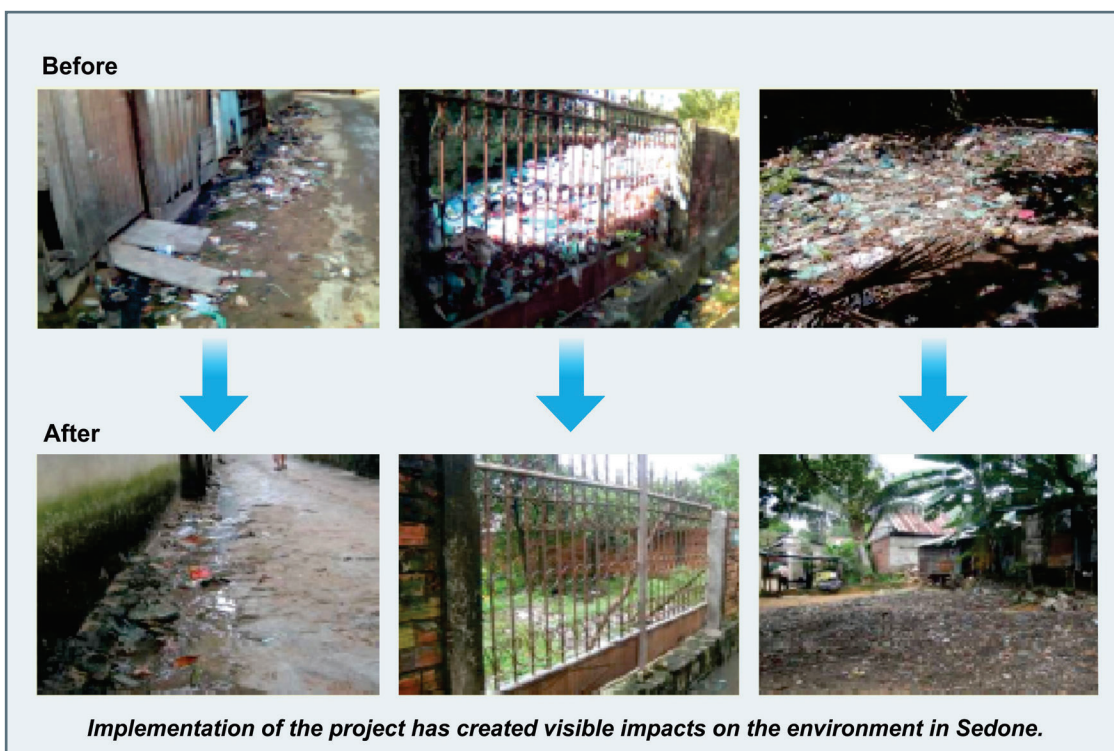 Before
After
Implementation of the project has created visible impacts on the environment in Sedone.